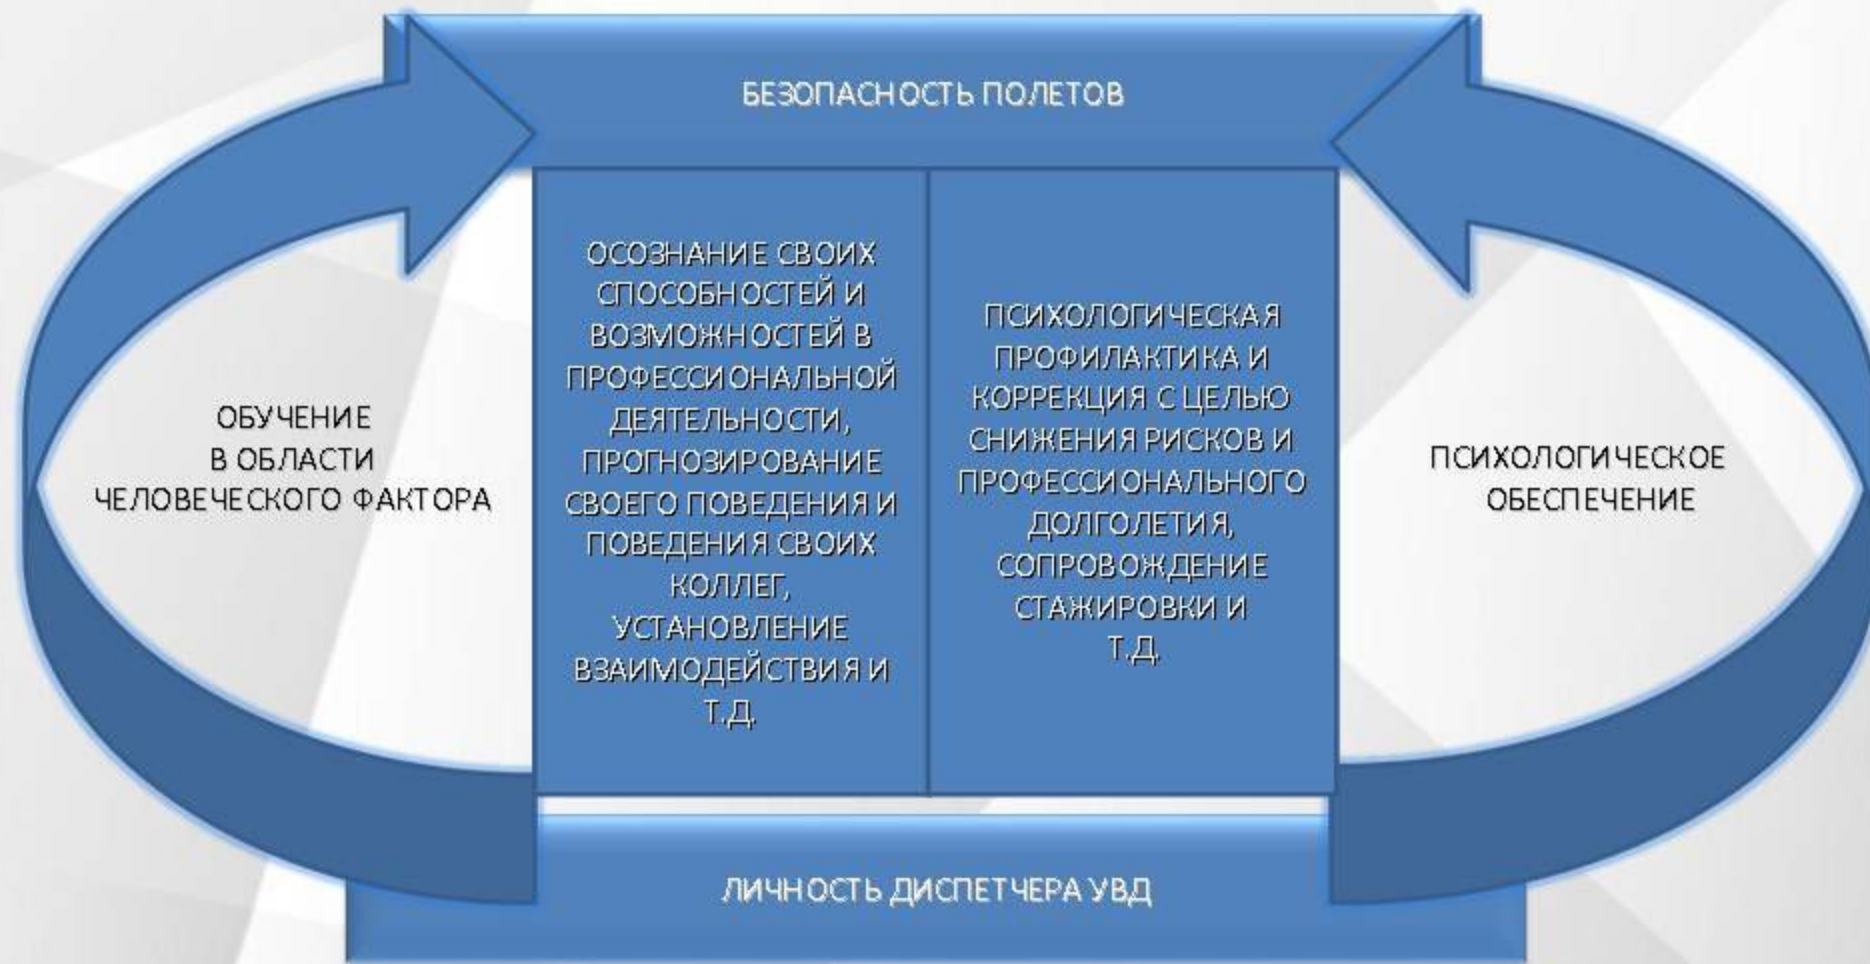 БЕЗОПАСНОСТЬ ПОЛЕТОВ
ОБУЧЕНИЕ
В ОБЛАСТИ
ЧЕЛОВЕЧЕСКОГО ФАКТОРА
ОСОЗНАНИЕ СВОИХ
СПОСОБНОСТЕЙ И
ВОЗМОЖНОСТЕЙ В
ПРОФЕССИОНАЛЬНОЙ
ДЕЯТЕЛЬНОСТИ,
ПРОГНОЗИРОВАНИЕ
СВОЕГО ПОВЕДЕНИЯ И
ПОВЕДЕНИЯ СВОИХ
КОЛЛЕГ,
УСТАНОВЛЕНИЕ
ВЗАИМОДЕЙСТВИЯ И
Т.Д.
ПСИХОЛОГИЧЕСКАЯ
ПРОФИЛАКТИКА И
КОРРЕКЦИЯ С ЦЕЛЬЮ
СНИЖЕНИЯ РИСКОВ И
ПРОФЕССИОНАЛЬНОГО
ДОЛГОЛЕТИЯ,
СОПРОВОЖДЕНИЕ
СТАЖИРОВКИ И
Т.Д.
ПСИХОЛОГИЧЕСКОЕ
ОБЕСПЕЧЕНИЕ
ЛИЧНОСТЬ ДИСПЕТЧЕРА УВД